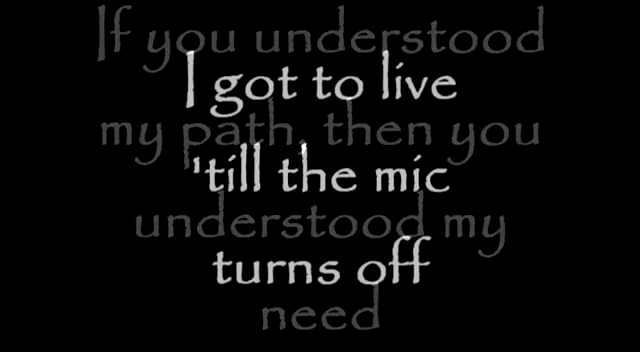 If you understood
I got to live
my path, then you
'till the mic
understood my
turns off
need